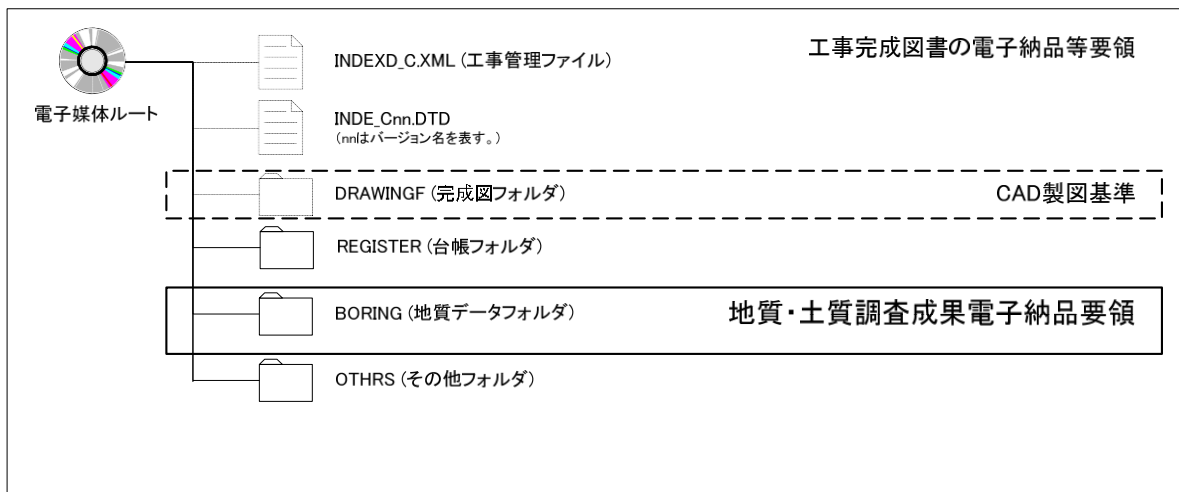 工事完成図書の電子納品等要領
INDEXD_C.XML (工事管理ファイル)
電子媒体ルート
INDE_Cnn.DTD
(nnはバージョン名を表す。)
DRAWINGF (完成図フォルダ)
CAD製図基準
REGISTER (台帳フォルダ)
BORING (地質データフォルダ)
地質・土質調査成果電子納品要領
OTHRS (その他フォルダ)